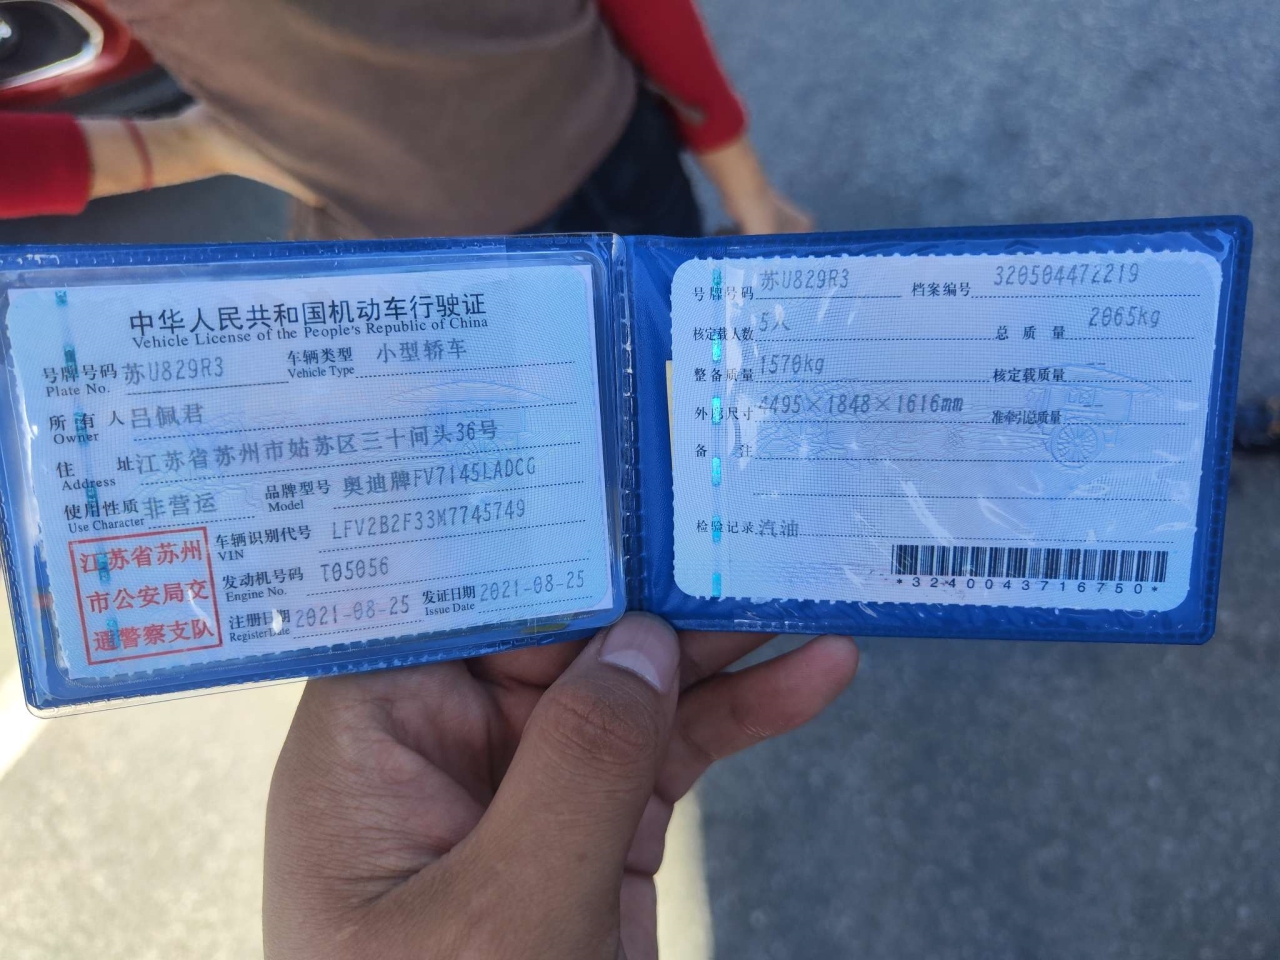 中华人民共和国机动车行驶证
Vehicle License of the People's Republic of China
号牌号码 苏U829R3 车辆类型 小型轿车
Plate No. Vehicle Type
所有人 吕佩君
Owner
住址 江苏省苏州市姑苏区三十间头36号
Address
使用性质 非营运 品牌型号 奥迪牌FV7145LADCG
Use Character Model
车辆识别代号 LFV2B2F33M7745749
VIN
发动机号码 T05056
Engine No.
注册日期 2021-08-25 发证日期 2021-08-25
Register Date Issue Date
江苏省苏州
市公安局交
通警察支队
号牌号码 苏U829R3 档案编号 320504472219
核定载人数 5人 总质量 2065kg
整备质量 1570kg 核定载质量 --
外廓尺寸 4495×1848×1616mm 准牵引总质量 --
备注
检验记录 汽油
*3240043716750*